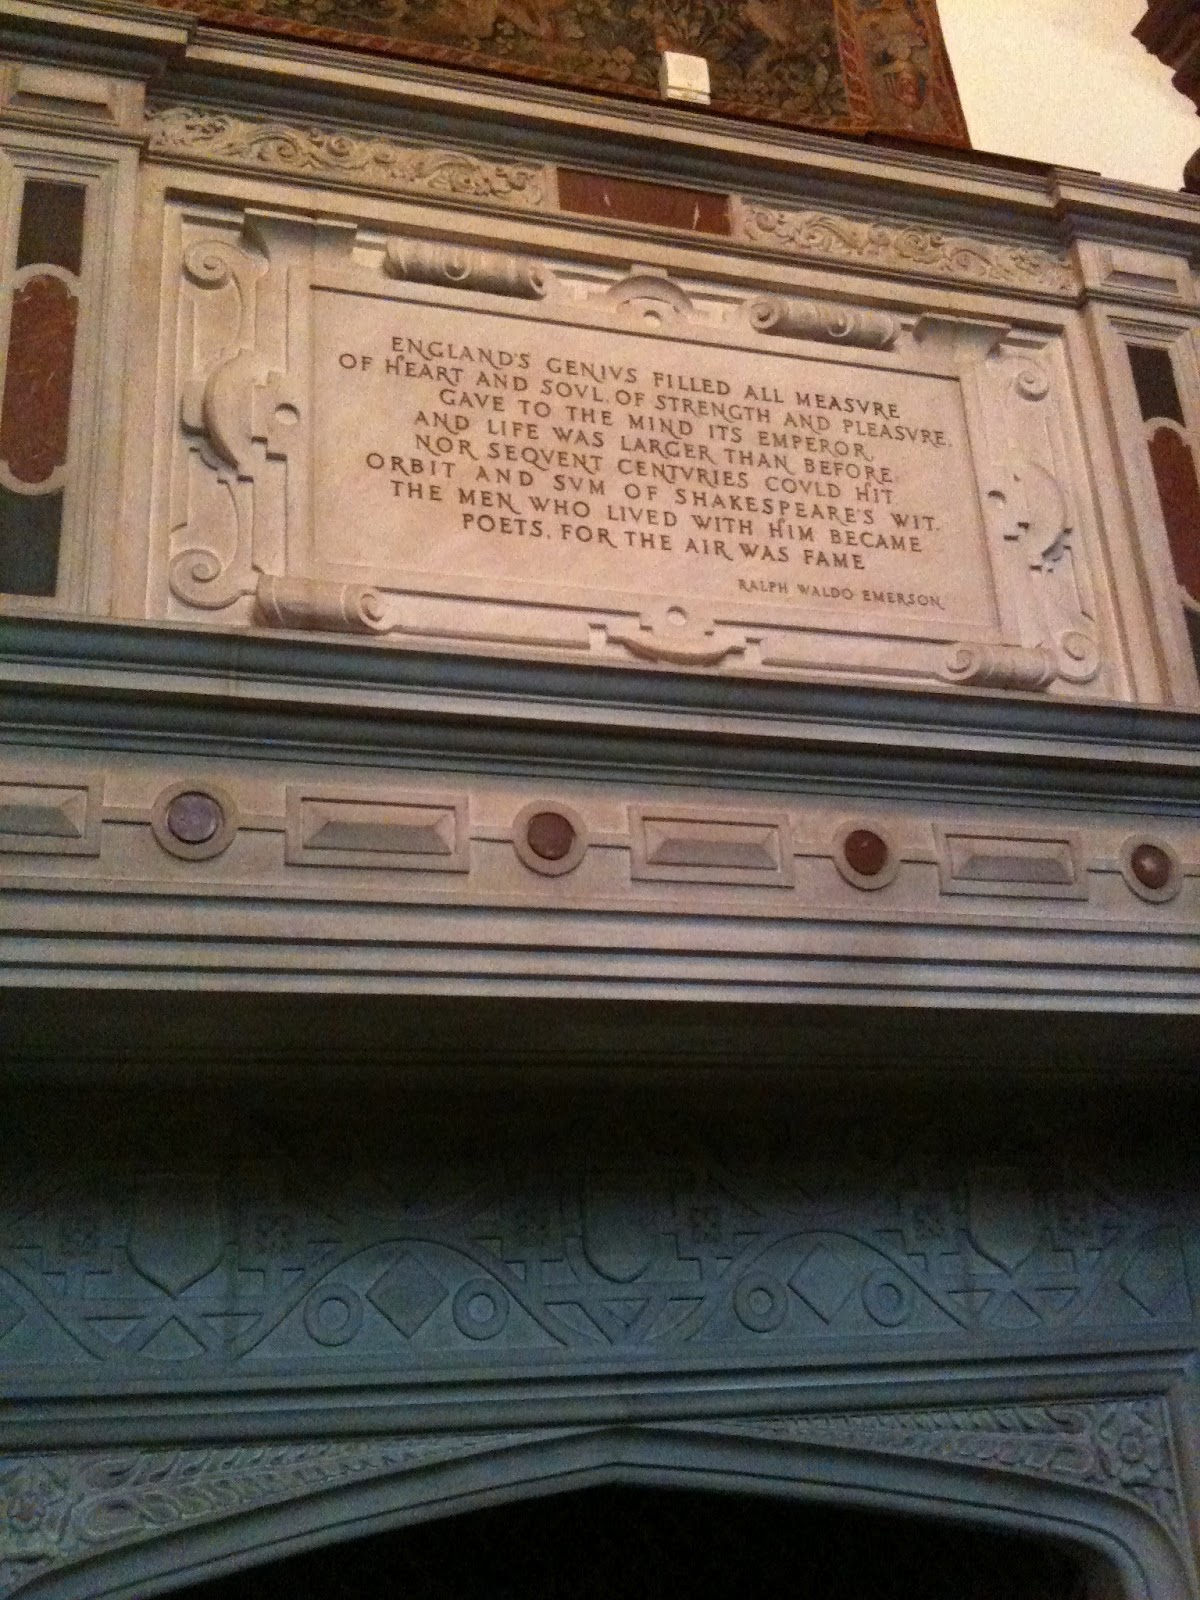 ENGLAND'S GENIVS FILLED ALL MEASVRE
OF HEART AND SOVL, OF STRENGTH AND PLEASVRE,
GAVE TO THE MIND ITS EMPEROR,
AND LIFE WAS LARGER THAN BEFORE;
NOR SEQVENT CENTVRIES COVLD HIT
ORBIT AND SVM OF SHAKESPEARE'S WIT.
THE MEN WHO LIVED WITH HIM BECAME
POETS, FOR THE AIR WAS FAME
RALPH WALDO EMERSON